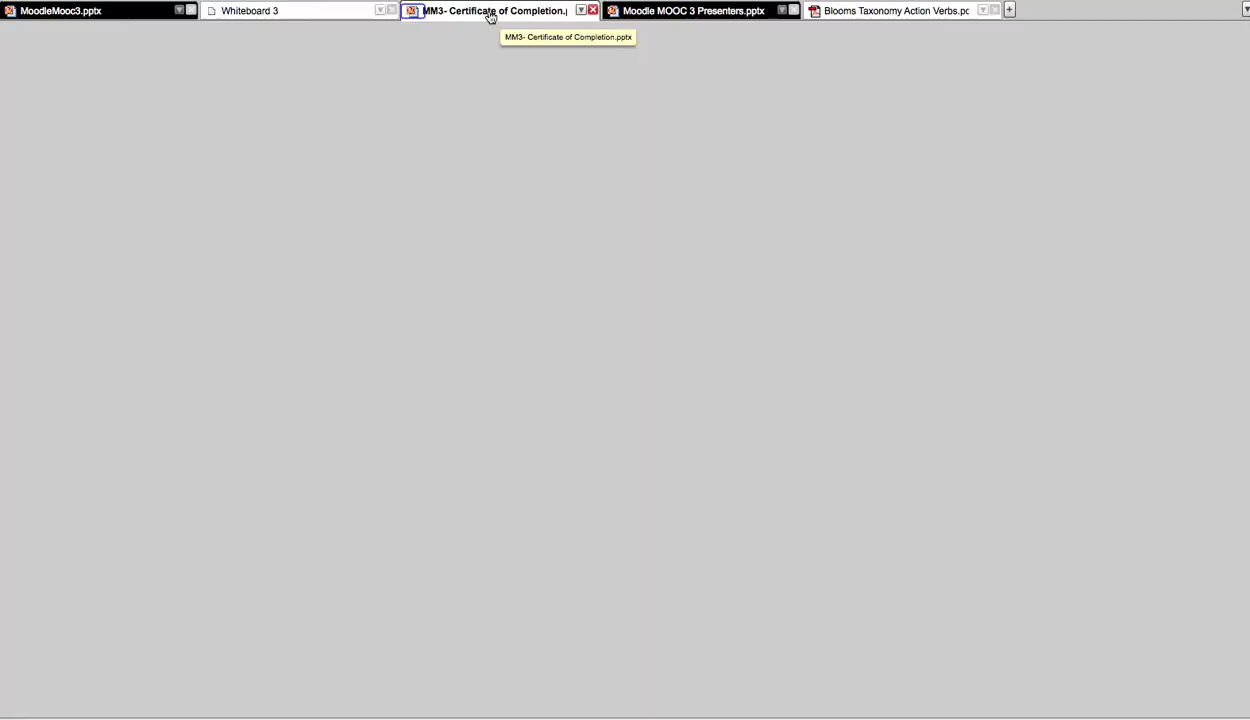 MoodleMooc3.pptx
Whiteboard 3
MM3- Certificate of Completion.p
Moodle MOOC 3 Presenters.pptx
Blooms Taxonomy Action Verbs.pd
MM3- Certificate of Completion.pptx